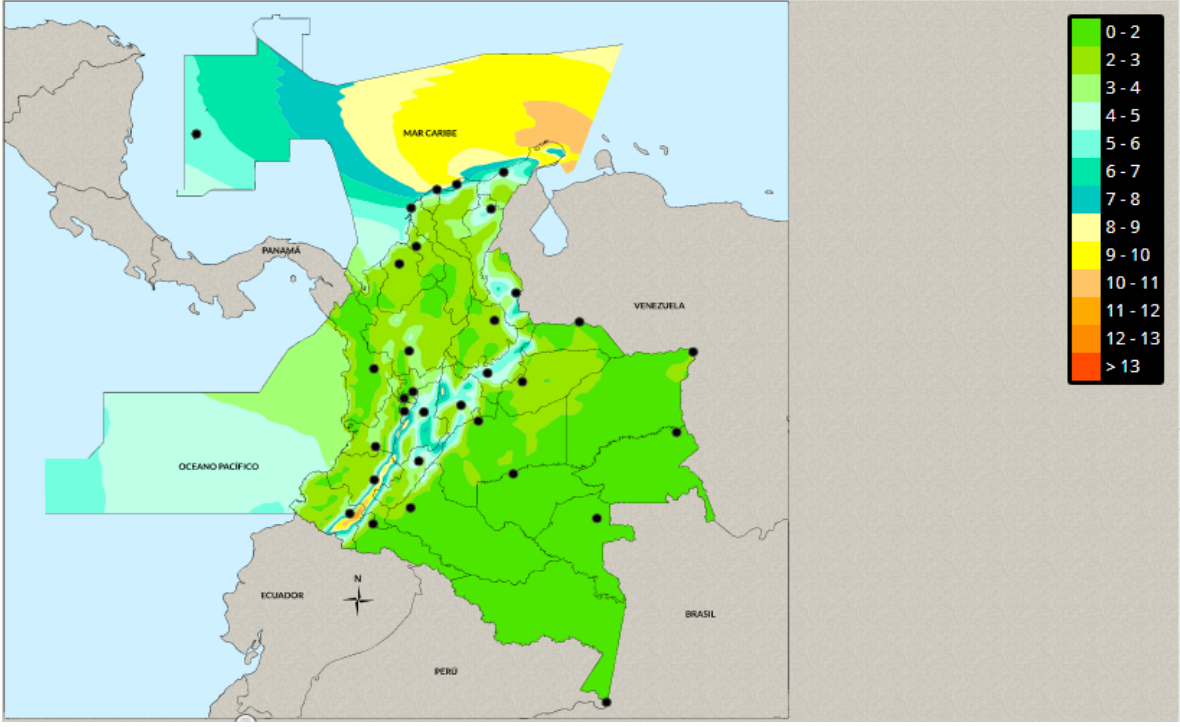 0 - 2
2 - 3
3 - 4
4 - 5
5 - 6
6 - 7
7 - 8
8 - 9
9 - 10
10 - 11
11 - 12
12 - 13
> 13
MAR CARIBE
PANAMÁ
VENEZUELA
OCEANO PACÍFICO
N
ECUADOR
BRASIL
PERÚ